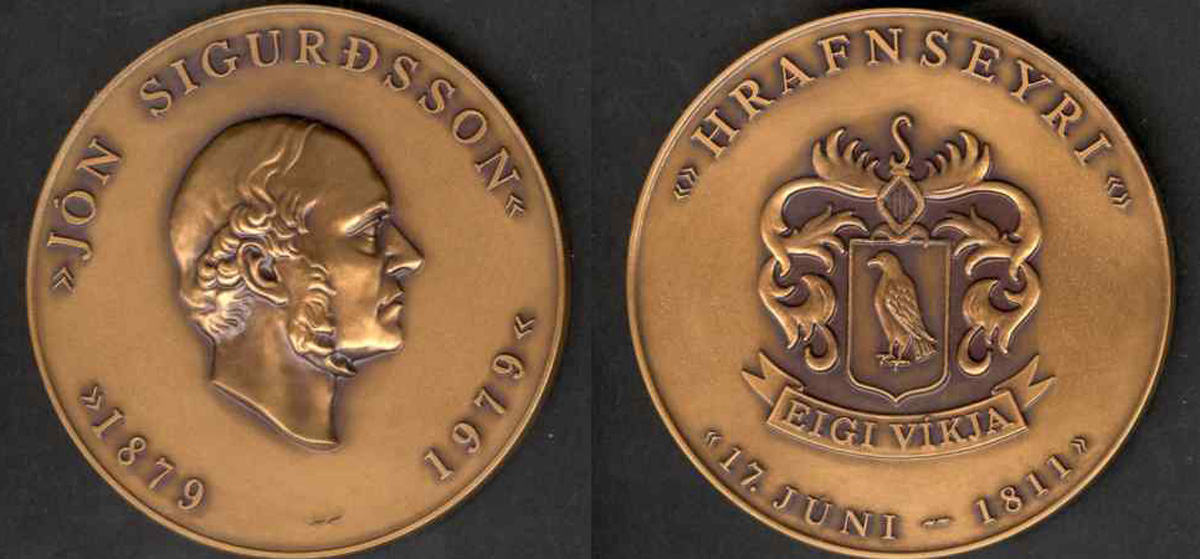 »JÓN SIGURÐSSON«
»1879 1979«
«»HRAFNSEYRI«»
EIGI VÍKJA
«17. JÚNI — 1811»